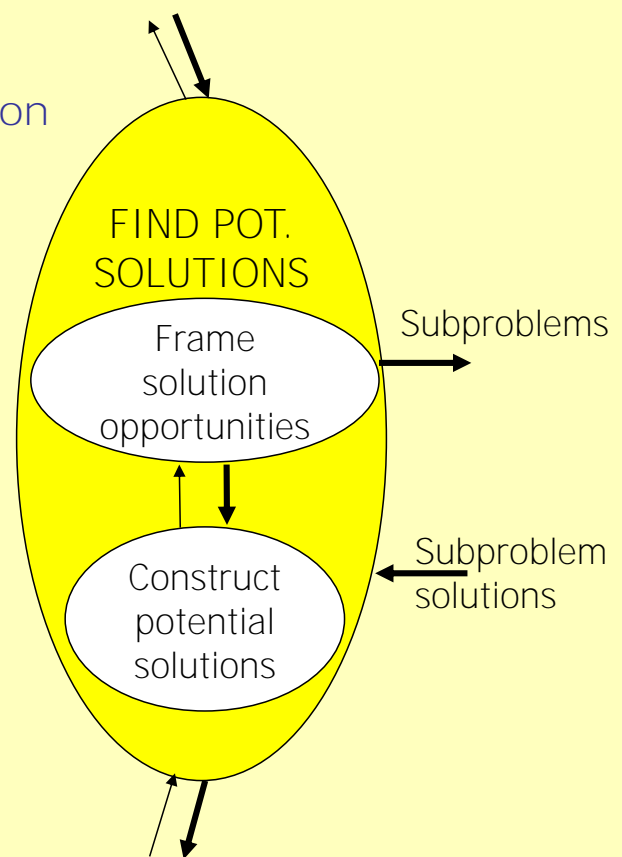 on
FIND POT.
SOLUTIONS
Frame
solution
opportunities
Subproblems
Construct
potential
solutions
Subproblem
solutions